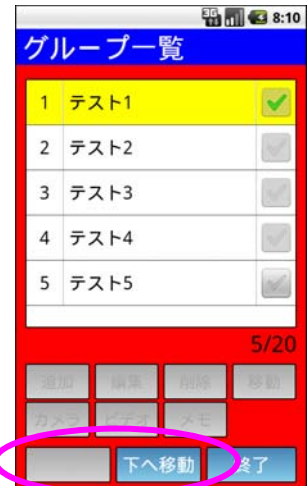 3G 8:10
グループ一覧
1 テスト1
2 テスト2
3 テスト3
4 テスト4
5 テスト5
5/20
追加 編集 削除 移動
カメラ ビデオ メモ
下へ移動 終了